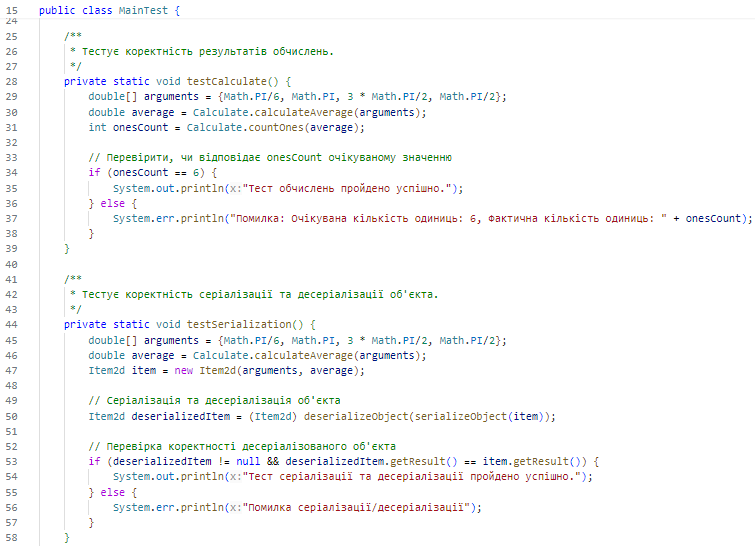 15 public class MainTest {
24
25 /**
26 * Тестує коректність результатів обчислень.
27 */
28 private static void testCalculate() {
29 double[] arguments = {Math.PI/6, Math.PI, 3 * Math.PI/2, Math.PI/2};
30 double average = Calculate.calculateAverage(arguments);
31 int onesCount = Calculate.countOnes(average);
32
33 // Перевірити, чи відповідає onesCount очікуваному значенню
34 if (onesCount == 6) {
35 System.out.println(x:"Тест обчислень пройдено успішно.");
36 } else {
37 System.err.println("Помилка: Очікувана кількість одиниць: 6, Фактична кількість одиниць: " + onesCount);
38 }
39 }
40
41 /**
42 * Тестує коректність серіалізації та десеріалізації об'єкта.
43 */
44 private static void testSerialization() {
45 double[] arguments = {Math.PI/6, Math.PI, 3 * Math.PI/2, Math.PI/2};
46 double average = Calculate.calculateAverage(arguments);
47 Item2d item = new Item2d(arguments, average);
48
49 // Серіалізація та десеріалізація об'єкта
50 Item2d deserializedItem = (Item2d) deserializeObject(serializeObject(item));
51
52 // Перевірка коректності десеріалізованого об'єкта
53 if (deserializedItem != null && deserializedItem.getResult() == item.getResult()) {
54 System.out.println(x:"Тест серіалізації та десеріалізації пройдено успішно.");
55 } else {
56 System.err.println(x:"Помилка серіалізації/десеріалізації");
57 }
58 }